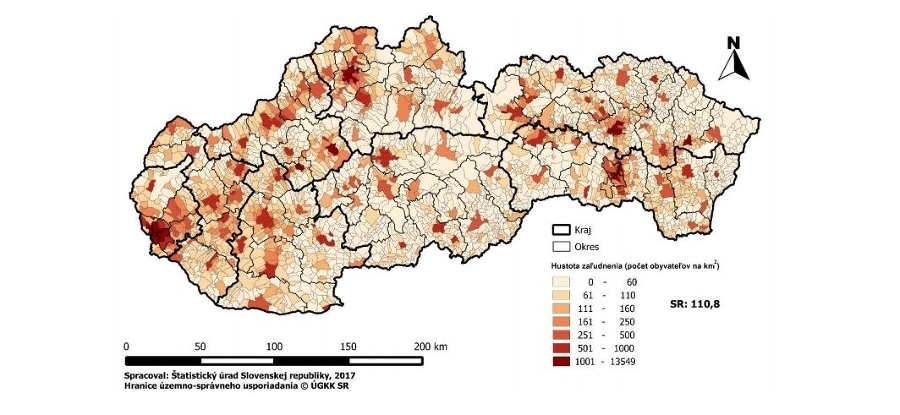 N
Kraj
Okres
Hustota zaľudnenia (počet obyvateľov na km²)
0 - 60
61 - 110
111 - 160
161 - 250
251 - 500
501 - 1000
1001 - 13549
SR: 110,8
0 50 100 150 200 km
Spracoval: Štatistický úrad Slovenskej republiky, 2017
Hranice územno-správneho usporiadania © ÚGKK SR